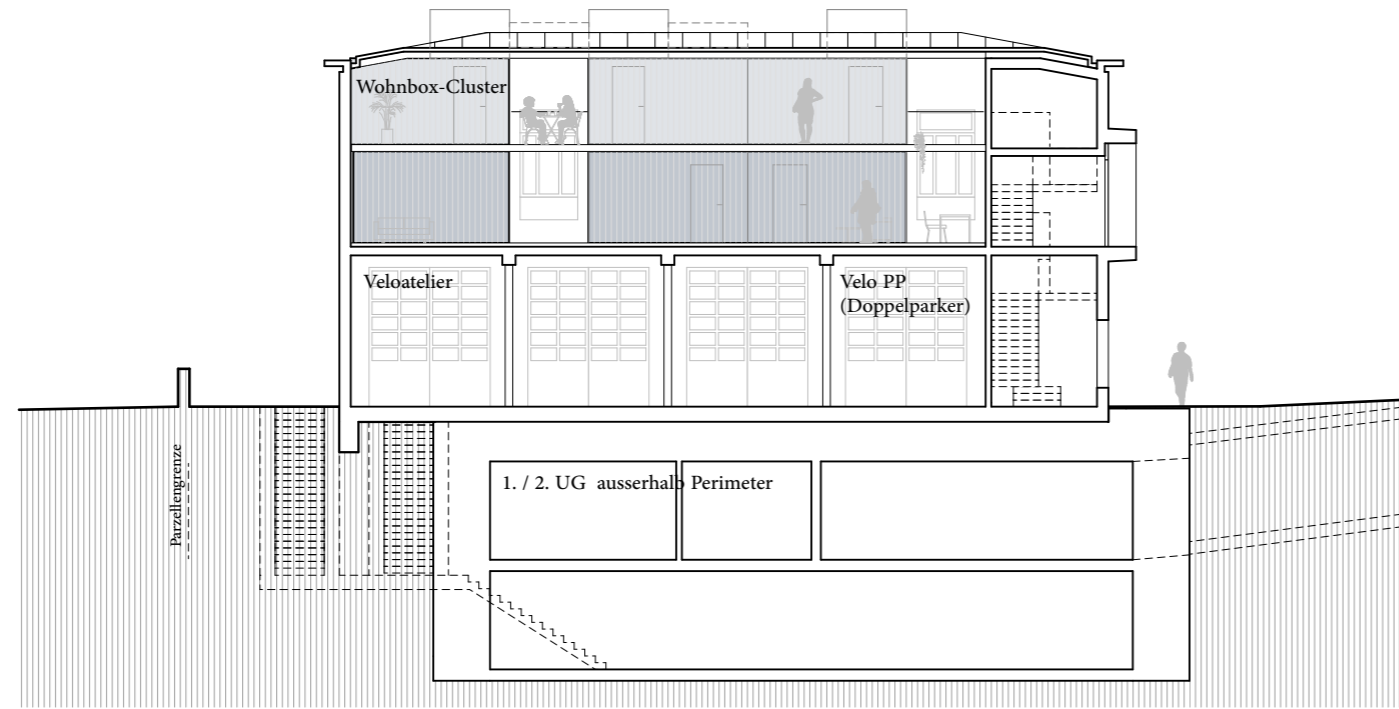 Wohnbox-Cluster
Veloatelier
Velo PP
(Doppelparker)
Parzellengrenze
1. / 2. UG  ausserhalb Perimeter